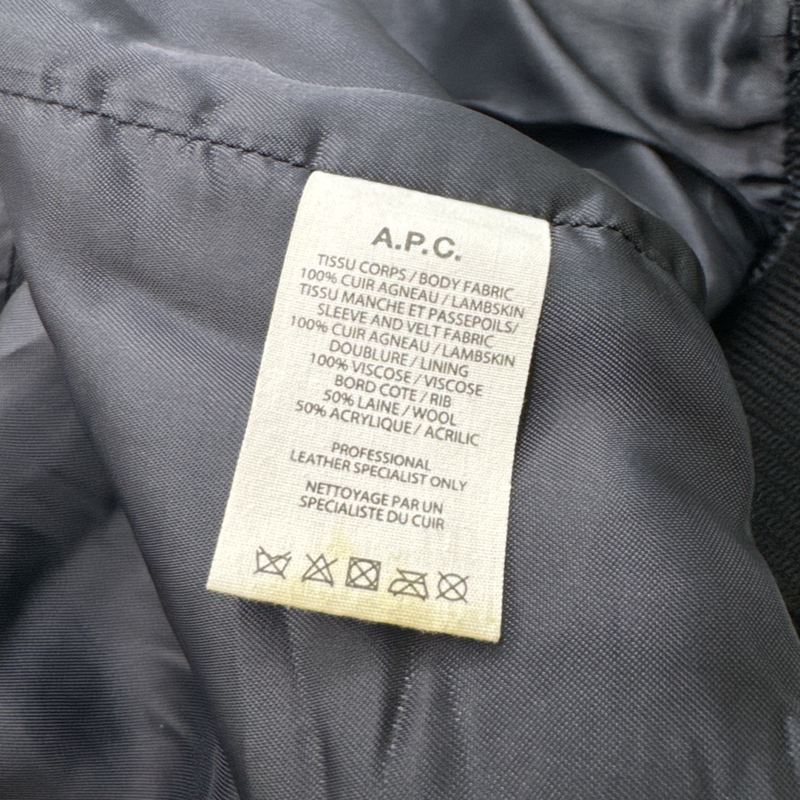 A.P.C.
TISSU CORPS / BODY FABRIC
100% CUIR AGNEAU / LAMBSKIN
TISSU MANCHE ET PASSEPOILS/
SLEEVE AND VELT FABRIC
100% CUIR AGNEAU / LAMBSKIN
DOUBLURE / LINING
100% VISCOSE / VISCOSE
BORD COTE / RIB
50% LAINE / WOOL
50% ACRYLIQUE / ACRILIC
PROFESSIONAL
LEATHER SPECIALIST ONLY
NETTOYAGE PAR UN
SPECIALISTE DU CUIR